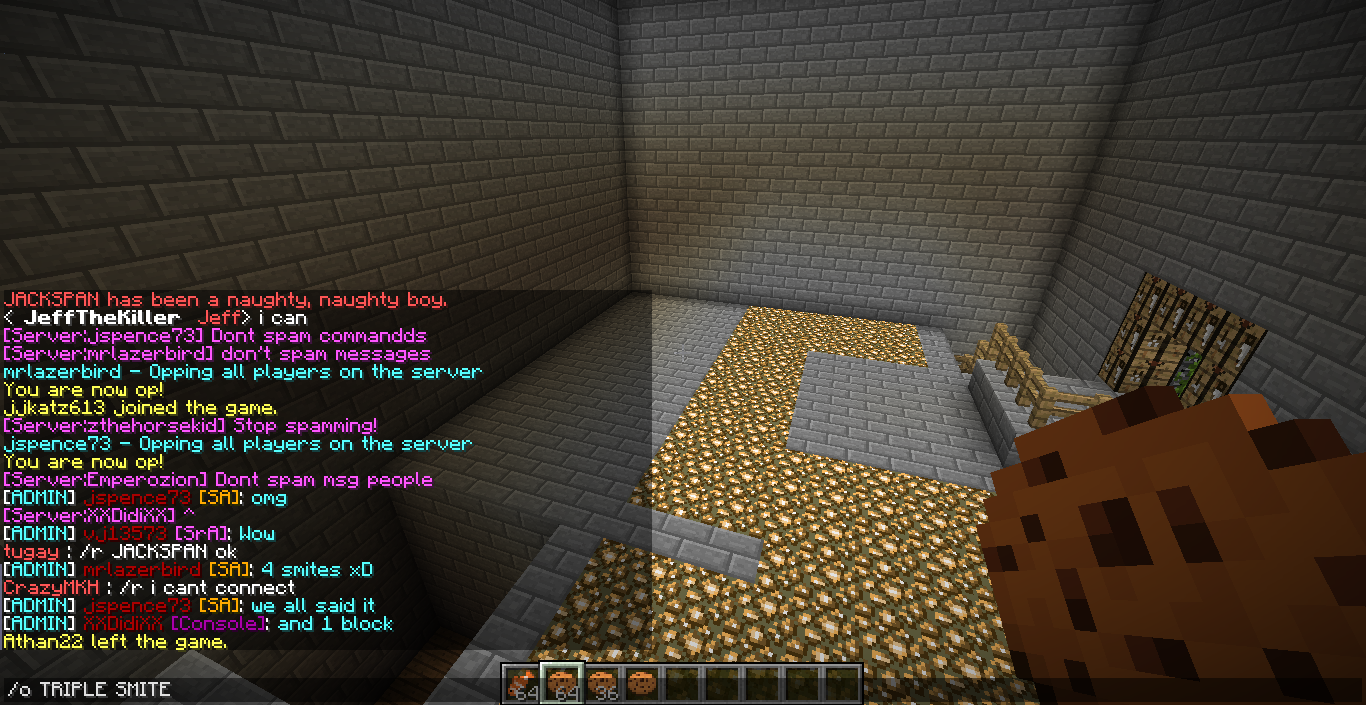 JACKSPAN has been a naughty, naughty boy.
< JeffTheKiller Jeff> i can
[Server:jspence73] Dont spam commandds
[Server:mrlazerbird] don't spam messages
mrlazerbird - Opping all players on the server
You are now op!
jjkatz613 joined the game.
[Server:zthehorsekid] Stop spamming!
jspence73 - Opping all players on the server
You are now op!
[Server:Emperozion] Dont spam msg people
[ADMIN] jspence73 [SA]: omg
[Server:XXDidiXX] ^
[ADMIN] vj13573 [SrA]: Wow
tugay : /r JACKSPAN ok
[ADMIN] mrlazerbird [SA]: 4 smites xD
CrazyMKH : /r i cant connect
[ADMIN] jspence73 [SA]: we all said it
[ADMIN] XXDidiXX [Console]: and 1 block
Athan22 left the game.
/o TRIPLE SMITE
64 64 36